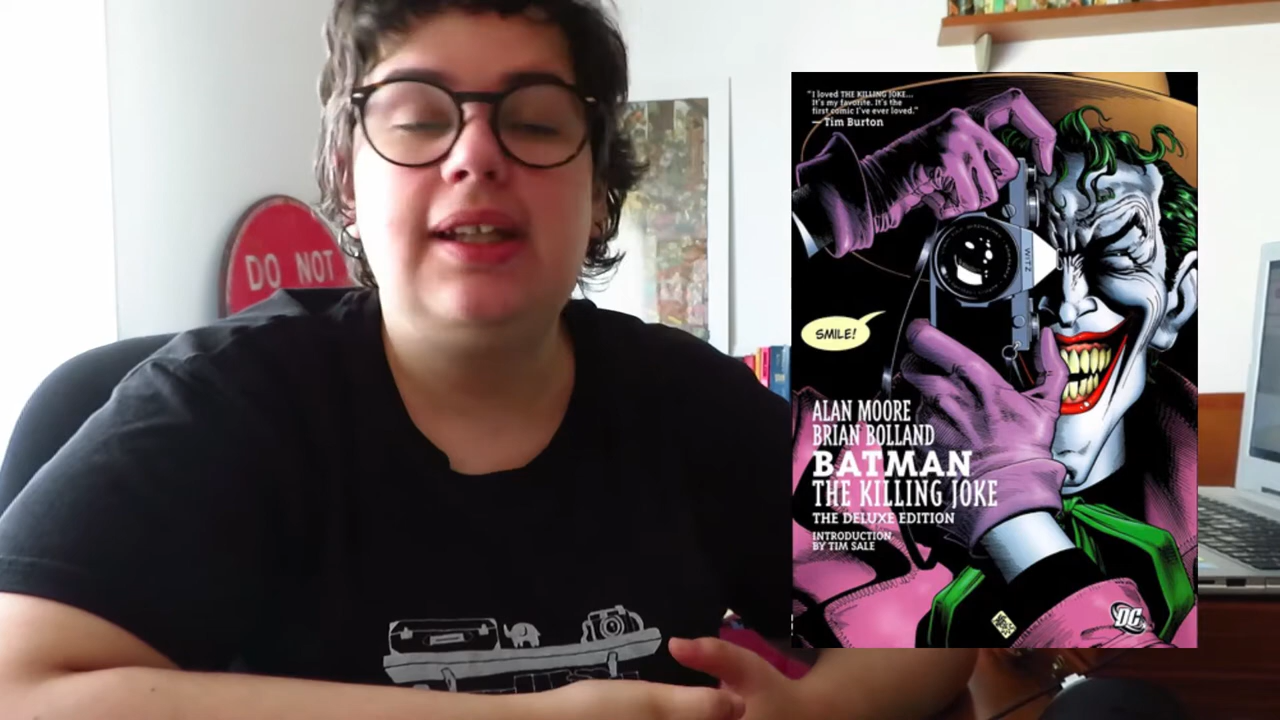 DO NOT
"I loved THE KILLING JOKE...
It's my favorite. It's the
first comic I've ever loved."
— Tim Burton
WITZ
SMILE!
ALAN MOORE
BRIAN BOLLAND
BATMAN
THE KILLING JOKE
THE DELUXE EDITION
INTRODUCTION
BY TIM SALE
DC